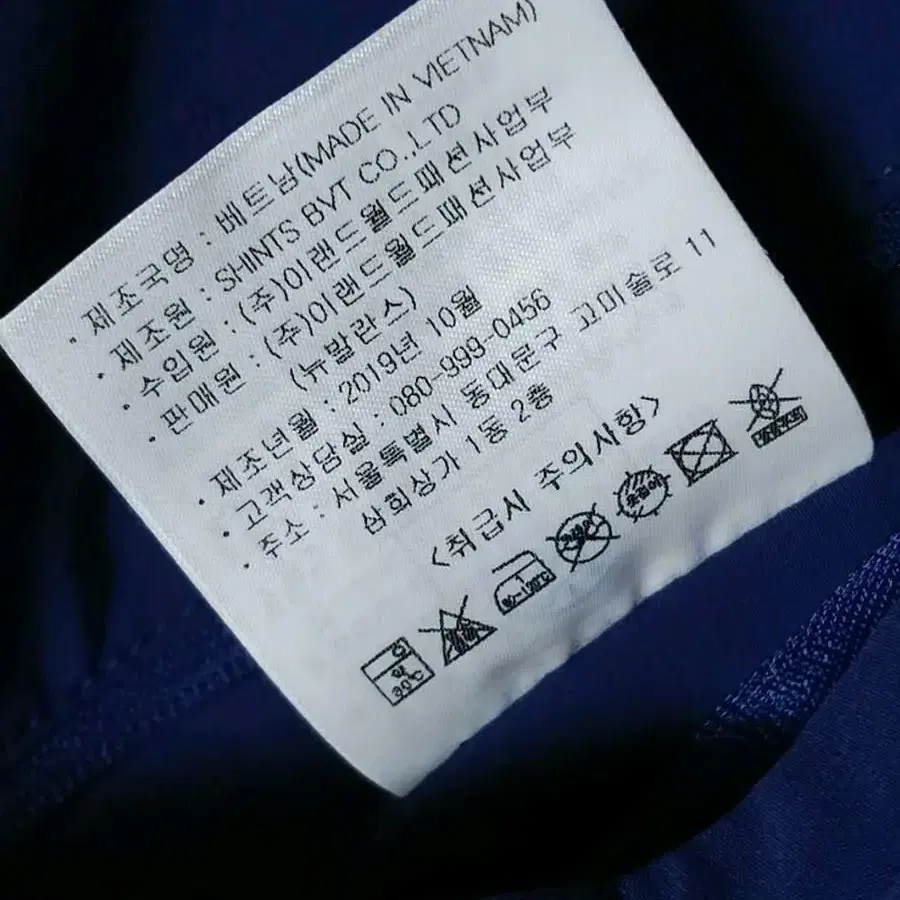 · 제조국명 : 베트남(MADE IN VIETNAM)
· 제조원 : SHINTS BVT CO.,LTD
· 수입원 : (주)이랜드월드패션사업부
· 판매원 : (주)이랜드월드패션사업부
(뉴발란스)
· 제조년월 : 2019년 10월
· 고객상담실 : 080-999-0456
· 주소 : 서울특별시 동대문구 고미술로 11
삼희상가 1동 2층
<취급시 주의사항>
약 30℃ 80~120℃